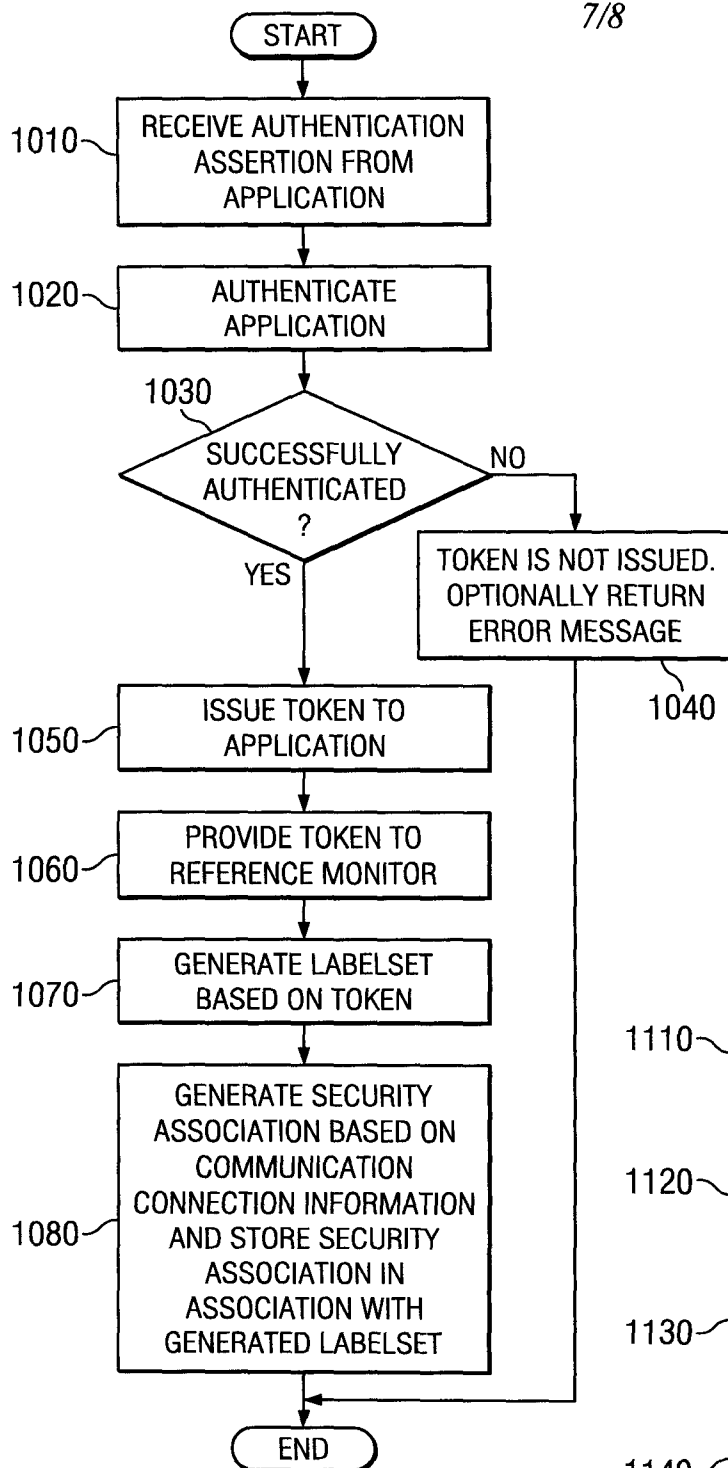 7/8
START
1010
RECEIVE AUTHENTICATION
ASSERTION FROM
APPLICATION
1020
AUTHENTICATE
APPLICATION
1030
SUCCESSFULLY
AUTHENTICATED
?
NO
YES
TOKEN IS NOT ISSUED.
OPTIONALLY RETURN
ERROR MESSAGE
1040
1050
ISSUE TOKEN TO
APPLICATION
1060
PROVIDE TOKEN TO
REFERENCE MONITOR
1070
GENERATE LABELSET
BASED ON TOKEN
1080
GENERATE SECURITY
ASSOCIATION BASED ON
COMMUNICATION
CONNECTION INFORMATION
AND STORE SECURITY
ASSOCIATION IN
ASSOCIATION WITH
GENERATED LABELSET
END
1110
1120
1130
1140